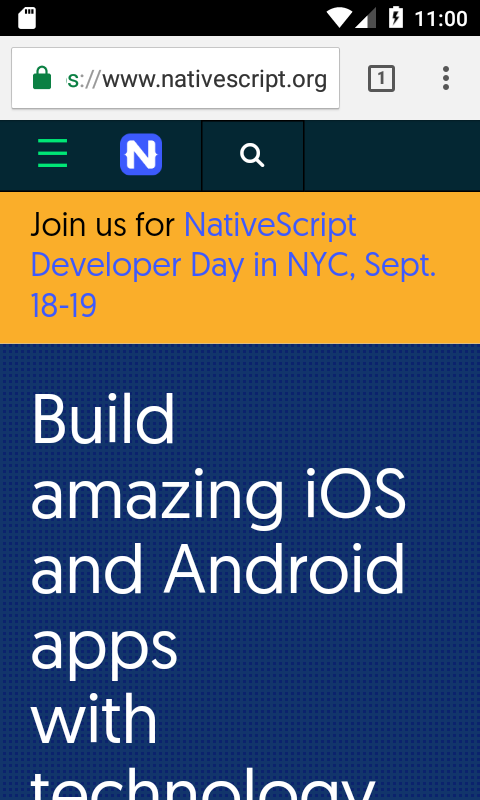 11:00
s://www.nativescript.org
1
N
Join us for NativeScript
Developer Day in NYC, Sept.
18-19
Build
amazing iOS
and Android
apps
with
technology